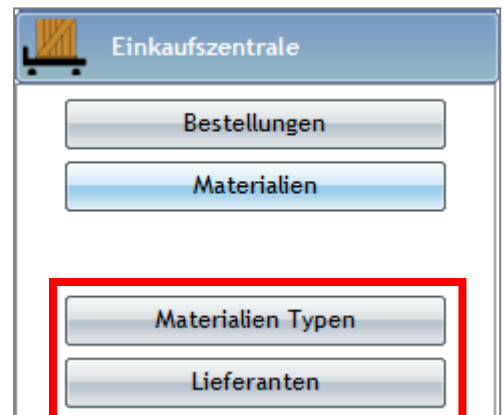 Einkaufszentrale
Bestellungen
Materialien
Materialien Typen
Lieferanten